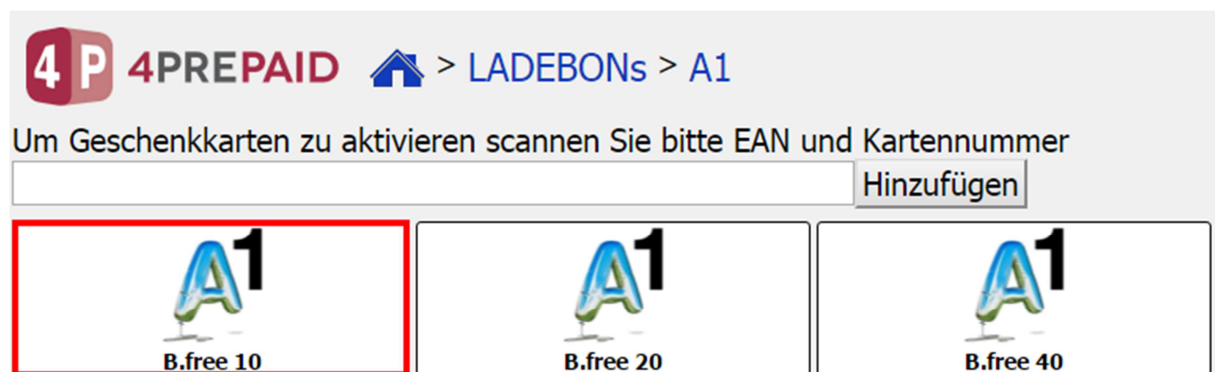 4P 4PREPAID > LADEBONs > A1
Um Geschenkkarten zu aktivieren scannen Sie bitte EAN und Kartennummer
Hinzufügen
A1 A1 A1
B.free 10 B.free 20 B.free 40